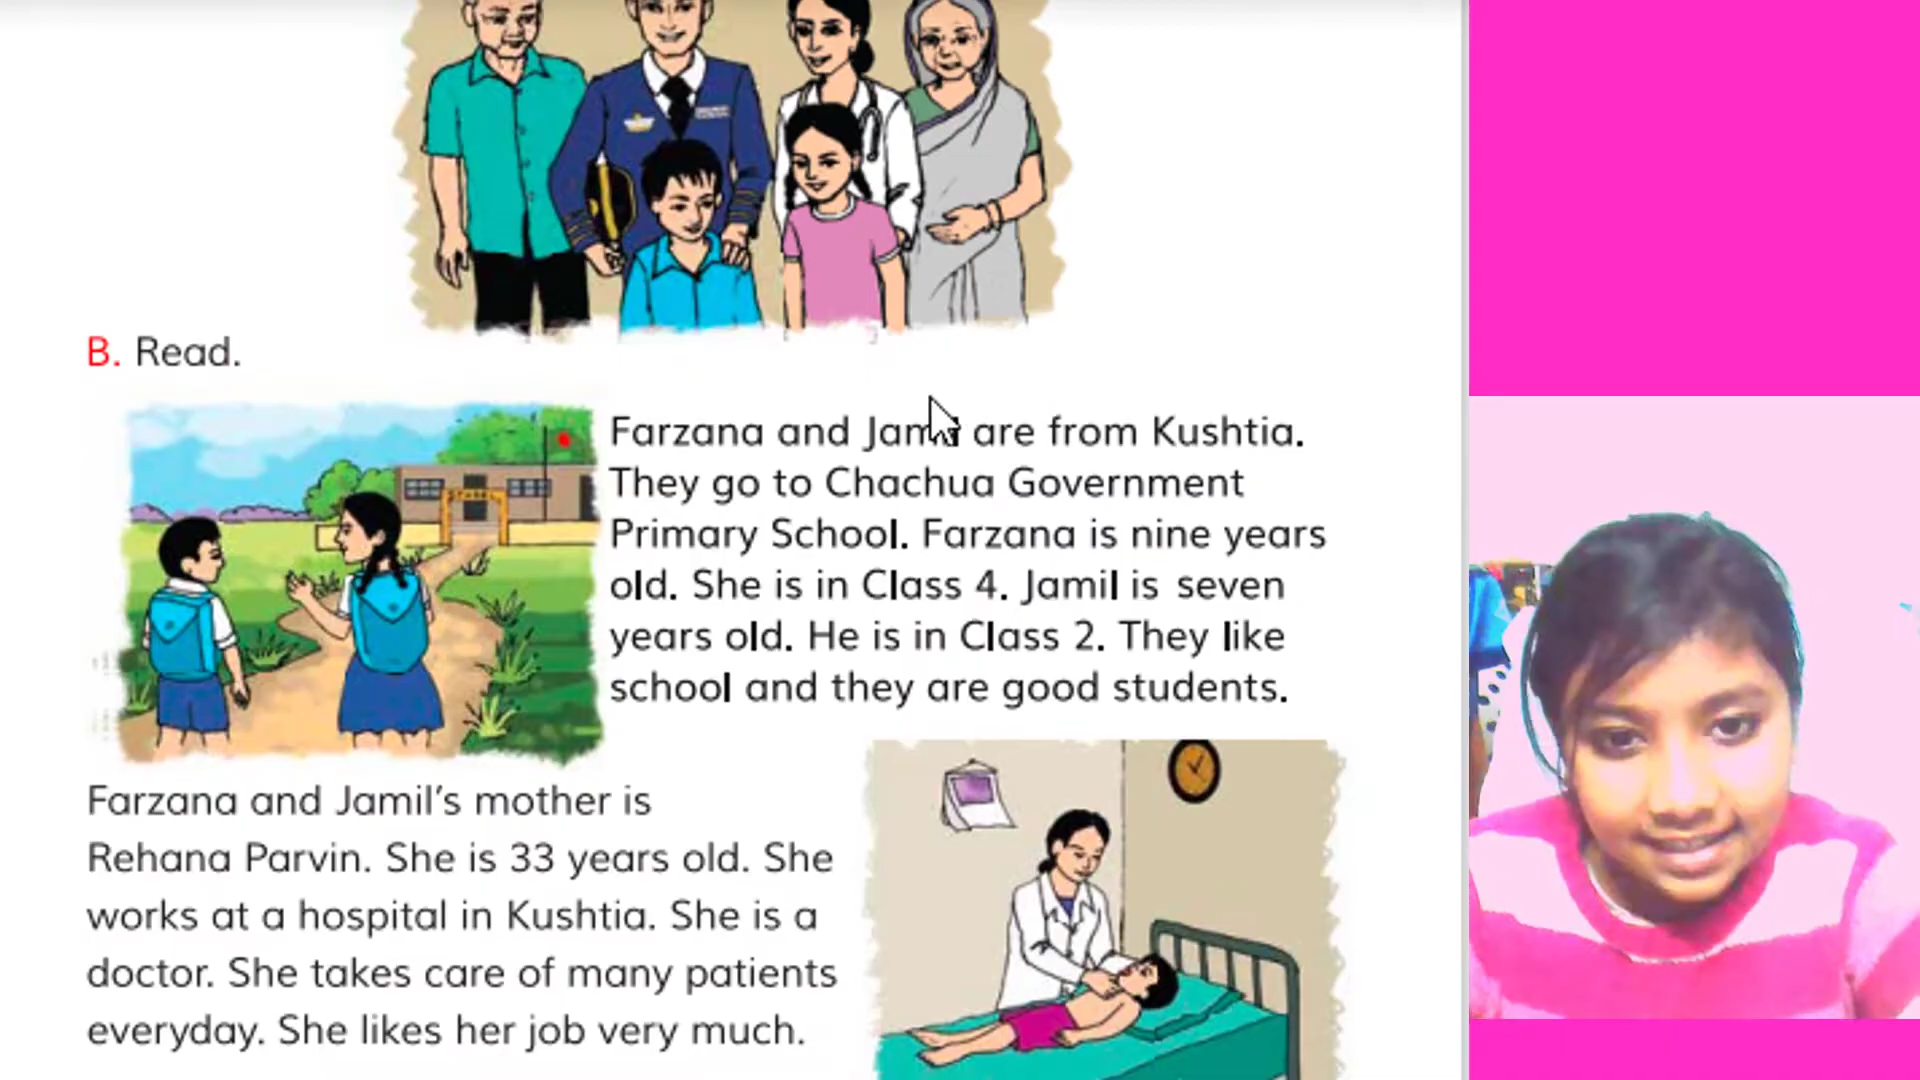 B. Read.
Farzana and Jamil are from Kushtia.
They go to Chachua Government
Primary School. Farzana is nine years
old. She is in Class 4. Jamil is seven
years old. He is in Class 2. They like
school and they are good students.
Farzana and Jamil’s mother is
Rehana Parvin. She is 33 years old. She
works at a hospital in Kushtia. She is a
doctor. She takes care of many patients
everyday. She likes her job very much.